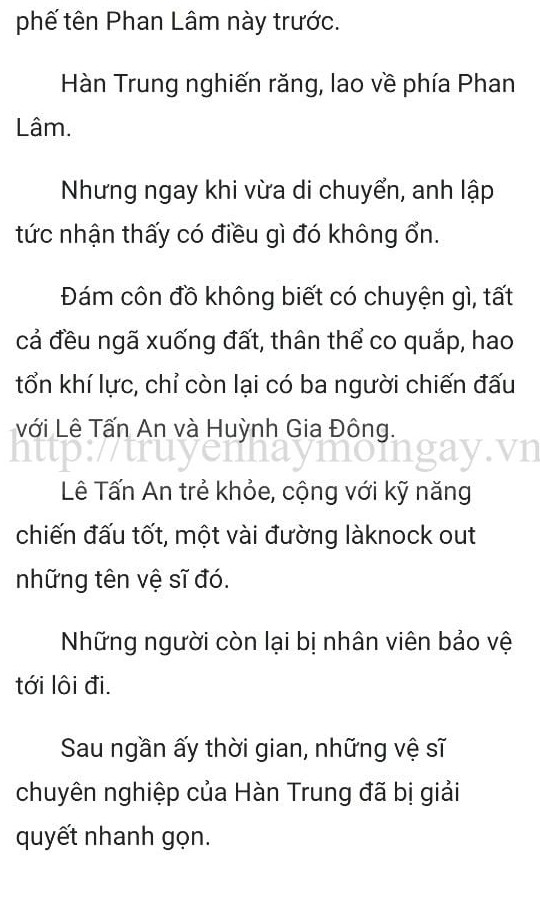 phế tên Phan Lâm này trước.
Hàn Trung nghiến răng, lao về phía Phan
Lâm.
Nhưng ngay khi vừa di chuyển, anh lập
tức nhận thấy có điều gì đó không ổn.
Đám côn đồ không biết có chuyện gì, tất
cả đều ngã xuống đất, thân thể co quắp, hao
tổn khí lực, chỉ còn lại có ba người chiến đấu
với Lê Tấn An và Huỳnh Gia Đông.
http://truyenhaymoingay.vn
Lê Tấn An trẻ khỏe, cộng với kỹ năng
chiến đấu tốt, một vài đường làknock out
những tên vệ sĩ đó.
Những người còn lại bị nhân viên bảo vệ
tới lôi đi.
Sau ngần ấy thời gian, những vệ sĩ
chuyên nghiệp của Hàn Trung đã bị giải
quyết nhanh gọn.